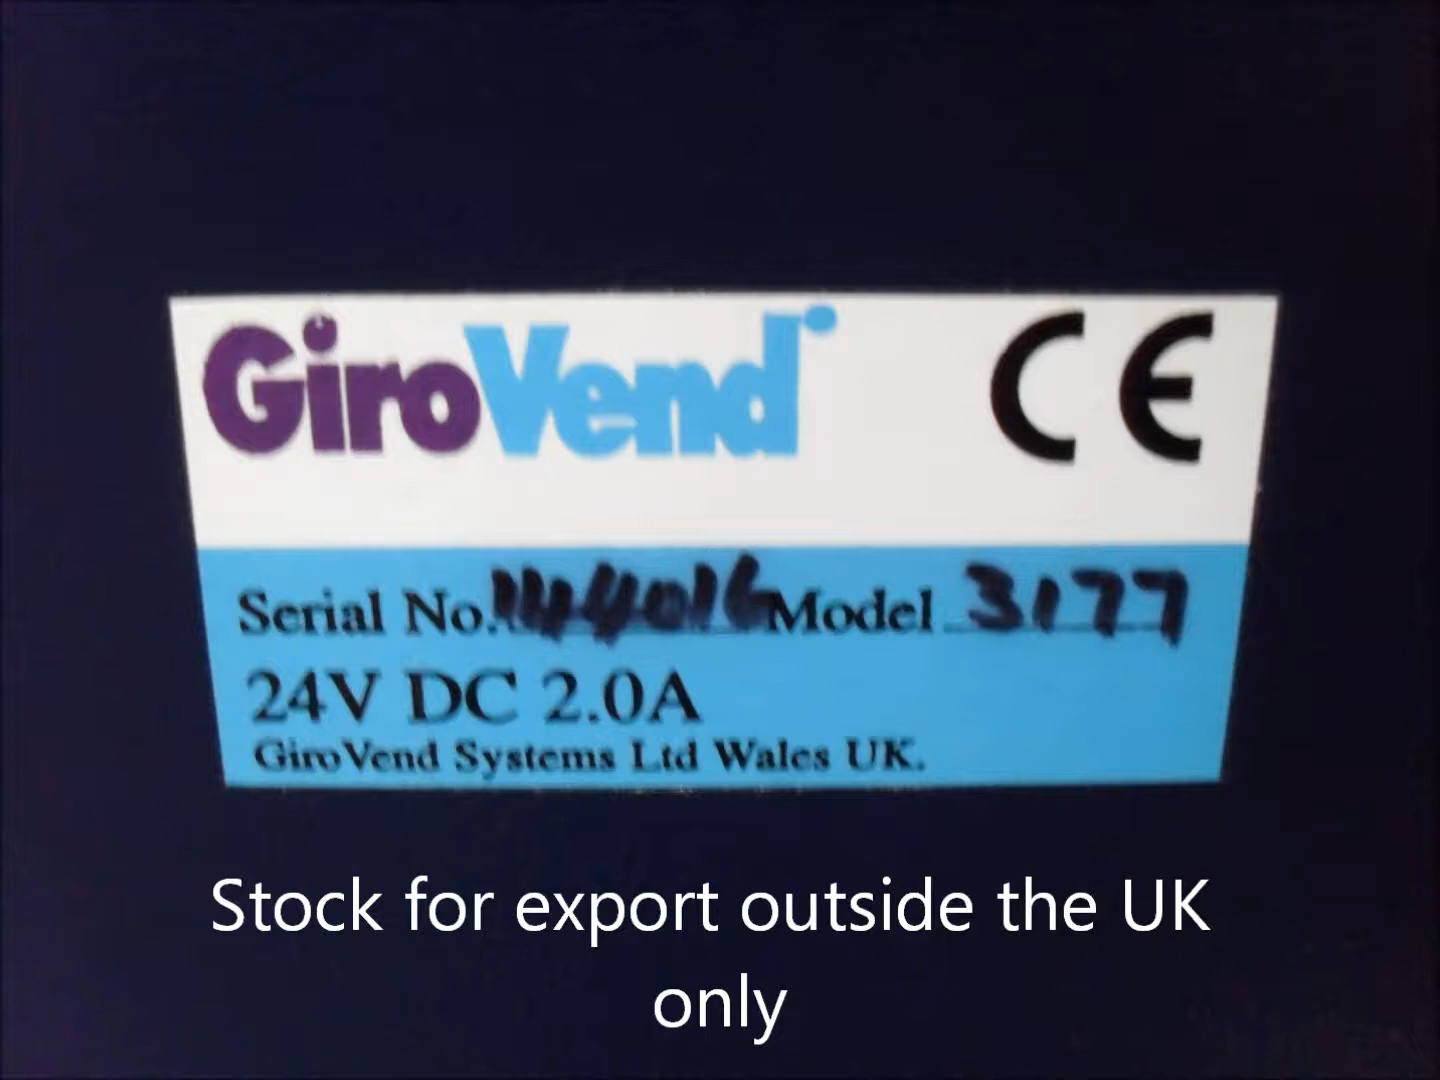 GiroVend CE
Serial No. 144016 Model 3177
24V DC 2.0A
GiroVend Systems Ltd Wales UK.
Stock for export outside the UK
only